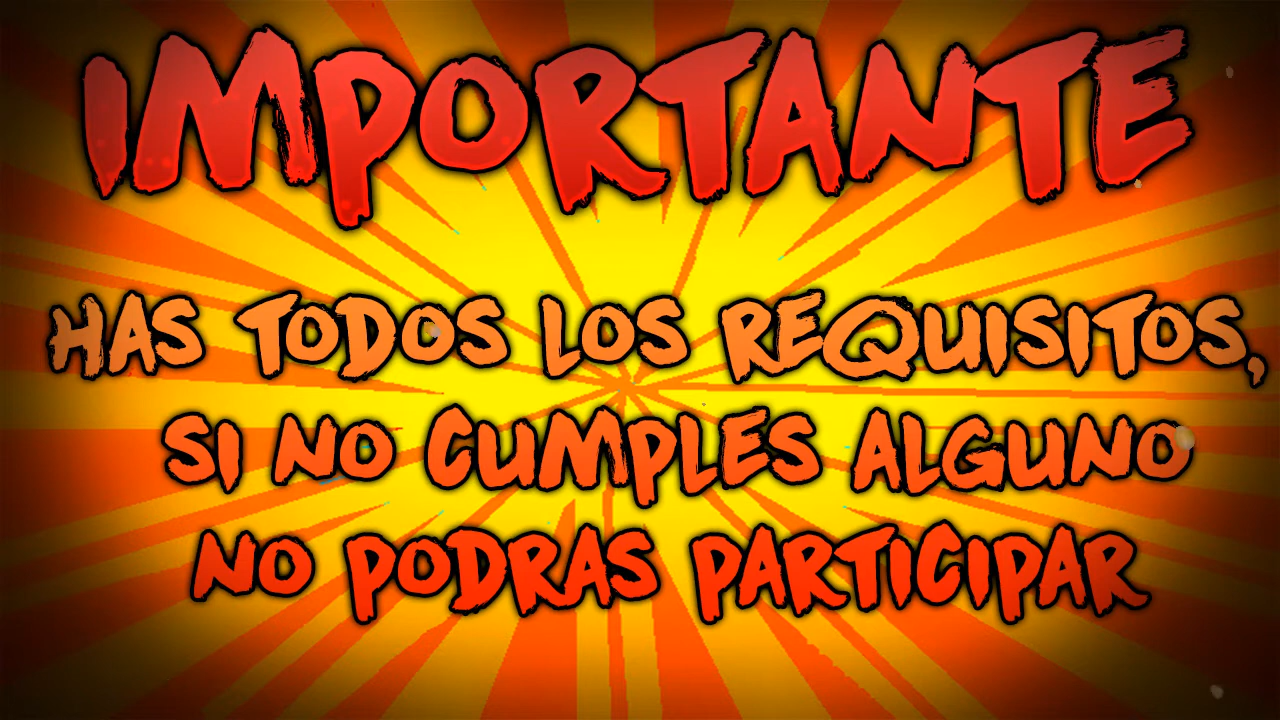 IMPORTANTE
HAS TODOS LOS REQUISITOS,
SI NO CUMPLES ALGUNO
NO PODRAS PARTICIPAR